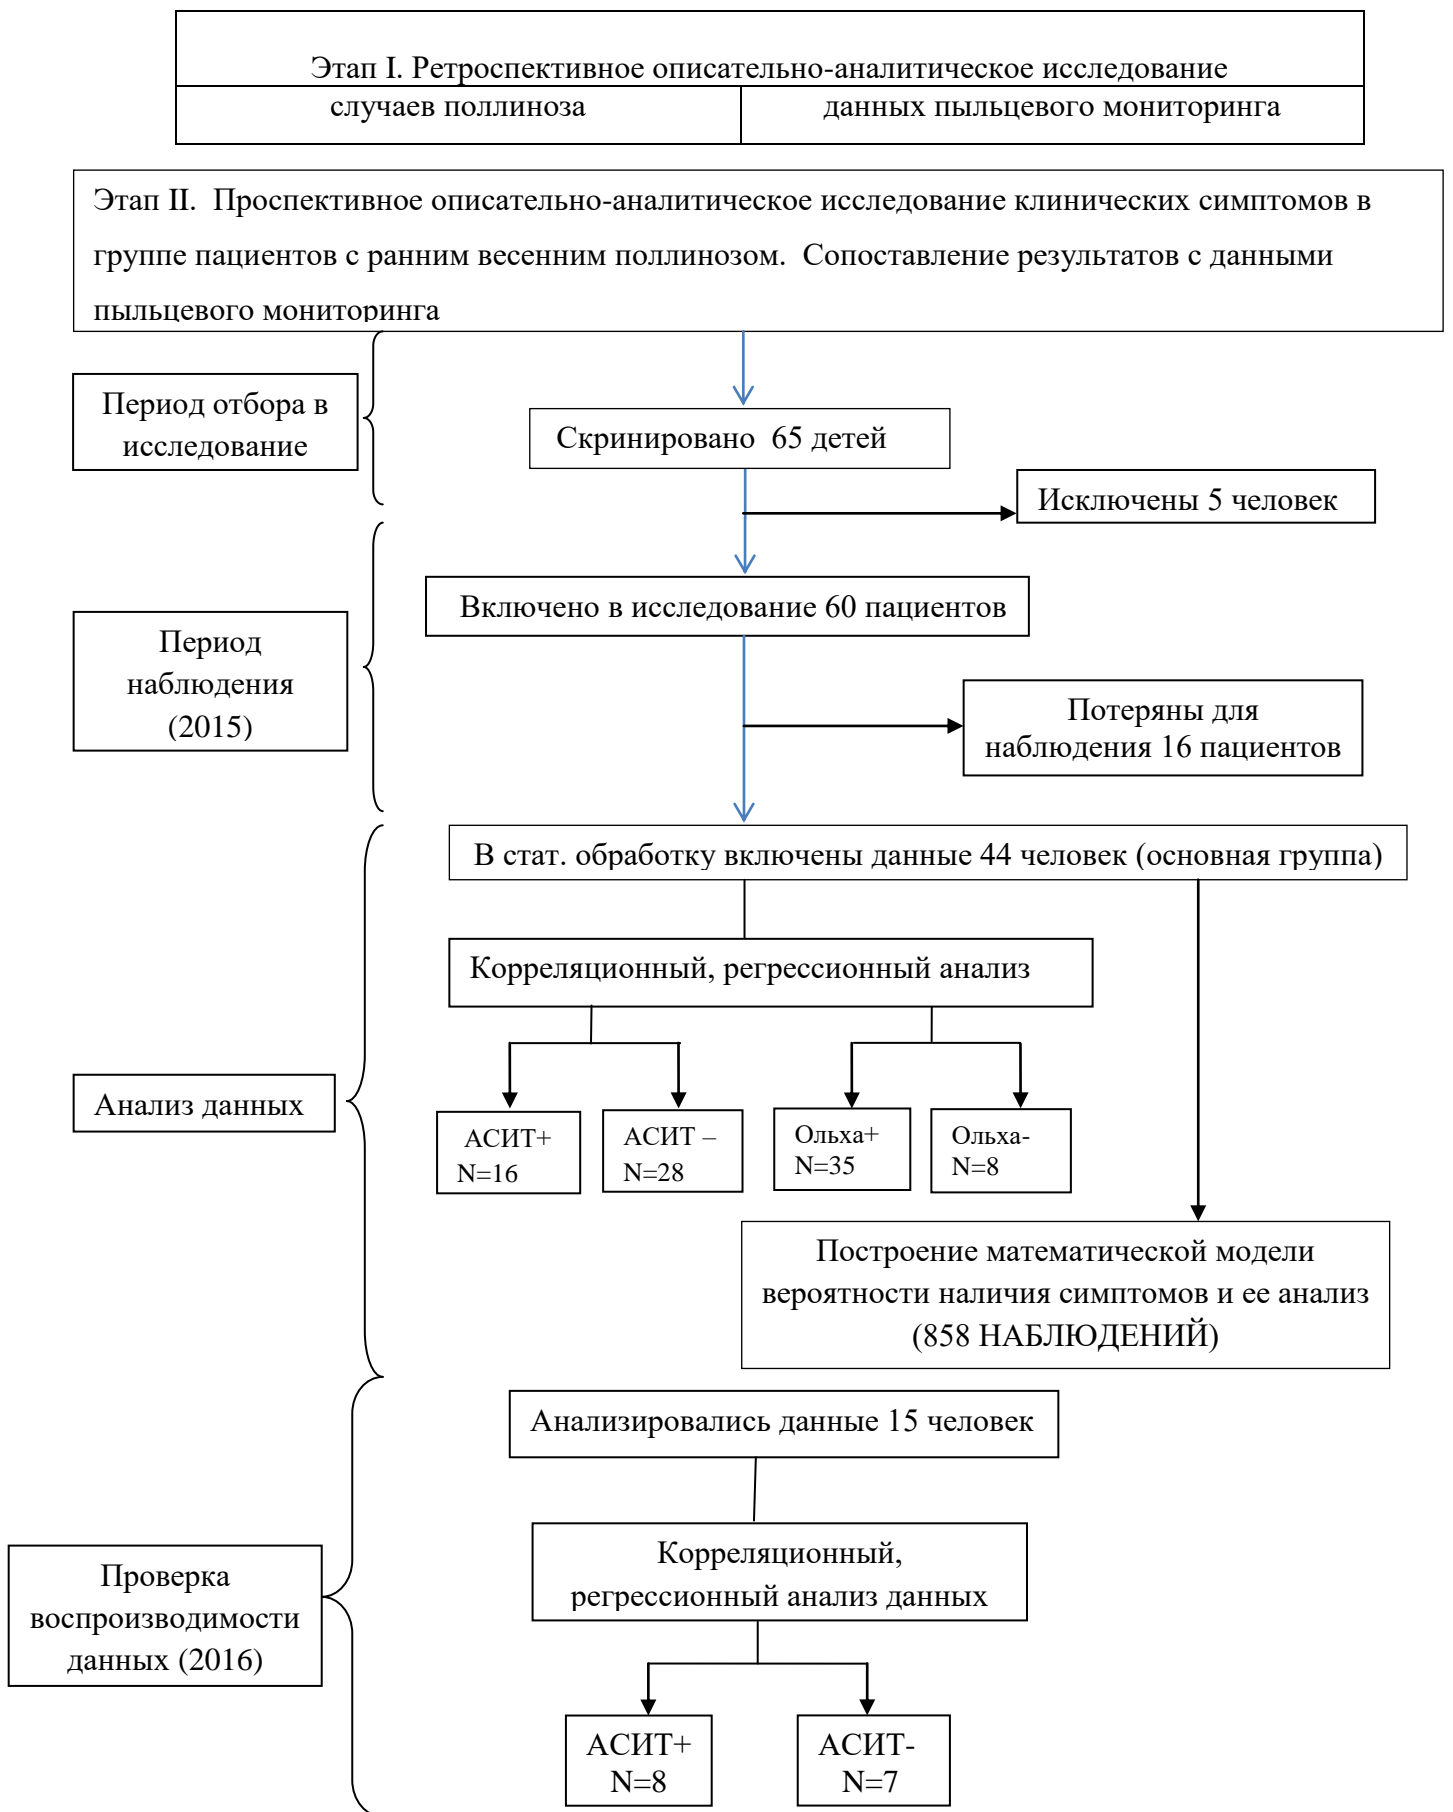 Этап I. Ретроспективное описательно-аналитическое исследование
случаев поллиноза
данных пыльцевого мониторинга
Этап II. Проспективное описательно-аналитическое исследование клинических симптомов в
группе пациентов с ранним весенним поллинозом. Сопоставление результатов с данными
пыльцевого мониторинга
Период отбора в
исследование
Скринировано 65 детей
Исключены 5 человек
Включено в исследование 60 пациентов
Период
наблюдения
(2015)
Потеряны для
наблюдения 16 пациентов
В стат. обработку включены данные 44 человек (основная группа)
Корреляционный, регрессионный анализ
Анализ данных
АСИТ+
N=16
АСИТ –
N=28
Ольха+
N=35
Ольха-
N=8
Построение математической модели
вероятности наличия симптомов и ее анализ
(858 НАБЛЮДЕНИЙ)
Анализировались данные 15 человек
Корреляционный,
регрессионный анализ данных
Проверка
воспроизводимости
данных (2016)
АСИТ+
N=8
АСИТ-
N=7